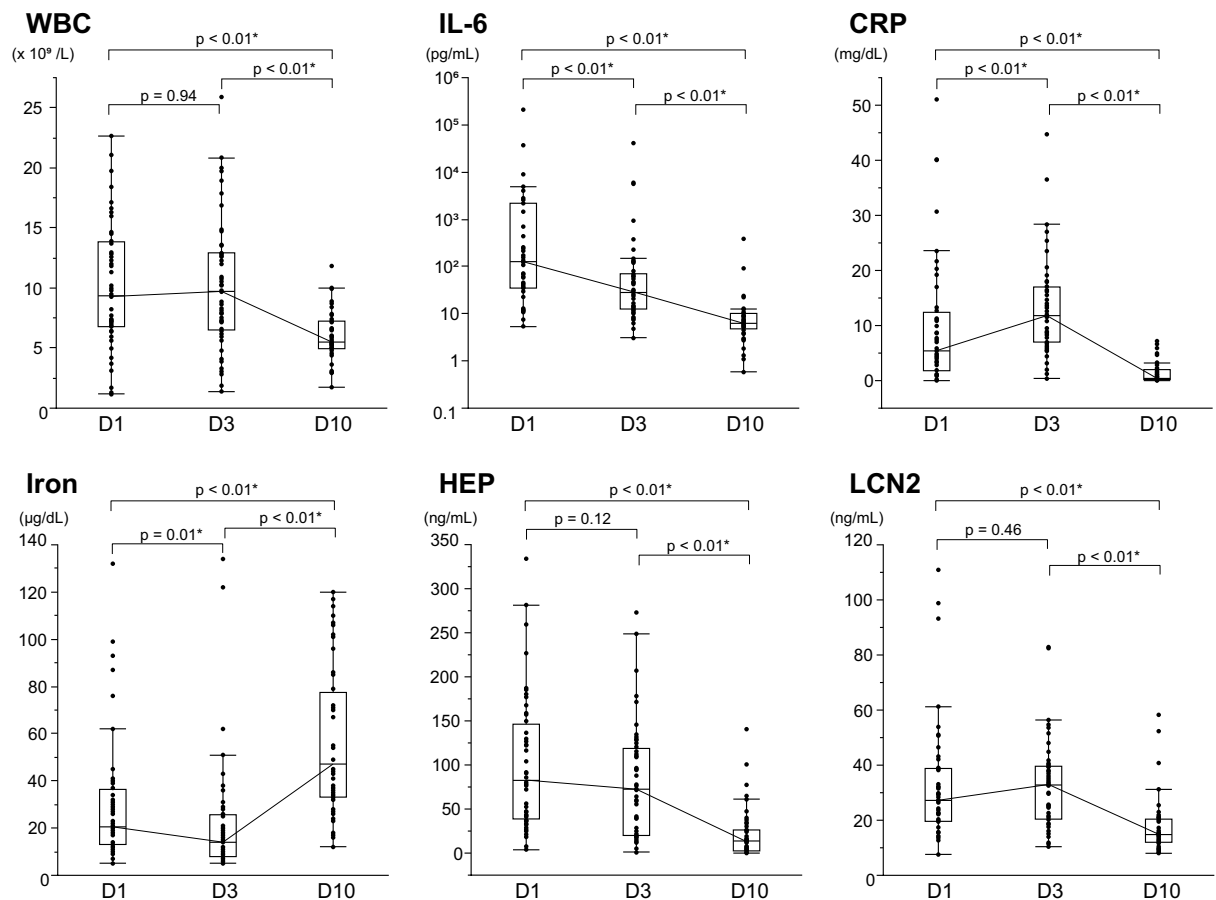 WBC
(x 10⁹ /L)
p < 0.01*
p < 0.01*
p = 0.94
25
20
15
10
5
0
D1 D3 D10
IL-6
(pg/mL)
p < 0.01*
p < 0.01*
p < 0.01*
10⁶
10⁵
10⁴
10³
10²
10
1
0.1
D1 D3 D10
CRP
(mg/dL)
p < 0.01*
p < 0.01*
p < 0.01*
50
40
30
20
10
0
D1 D3 D10
Iron
(µg/dL)
p < 0.01*
p < 0.01*
p = 0.01*
140
120
100
80
60
40
20
0
D1 D3 D10
HEP
(ng/mL)
p < 0.01*
p = 0.12
p < 0.01*
350
300
250
200
150
100
50
0
D1 D3 D10
LCN2
(ng/mL)
p < 0.01*
p = 0.46
p < 0.01*
120
100
80
60
40
20
0
D1 D3 D10